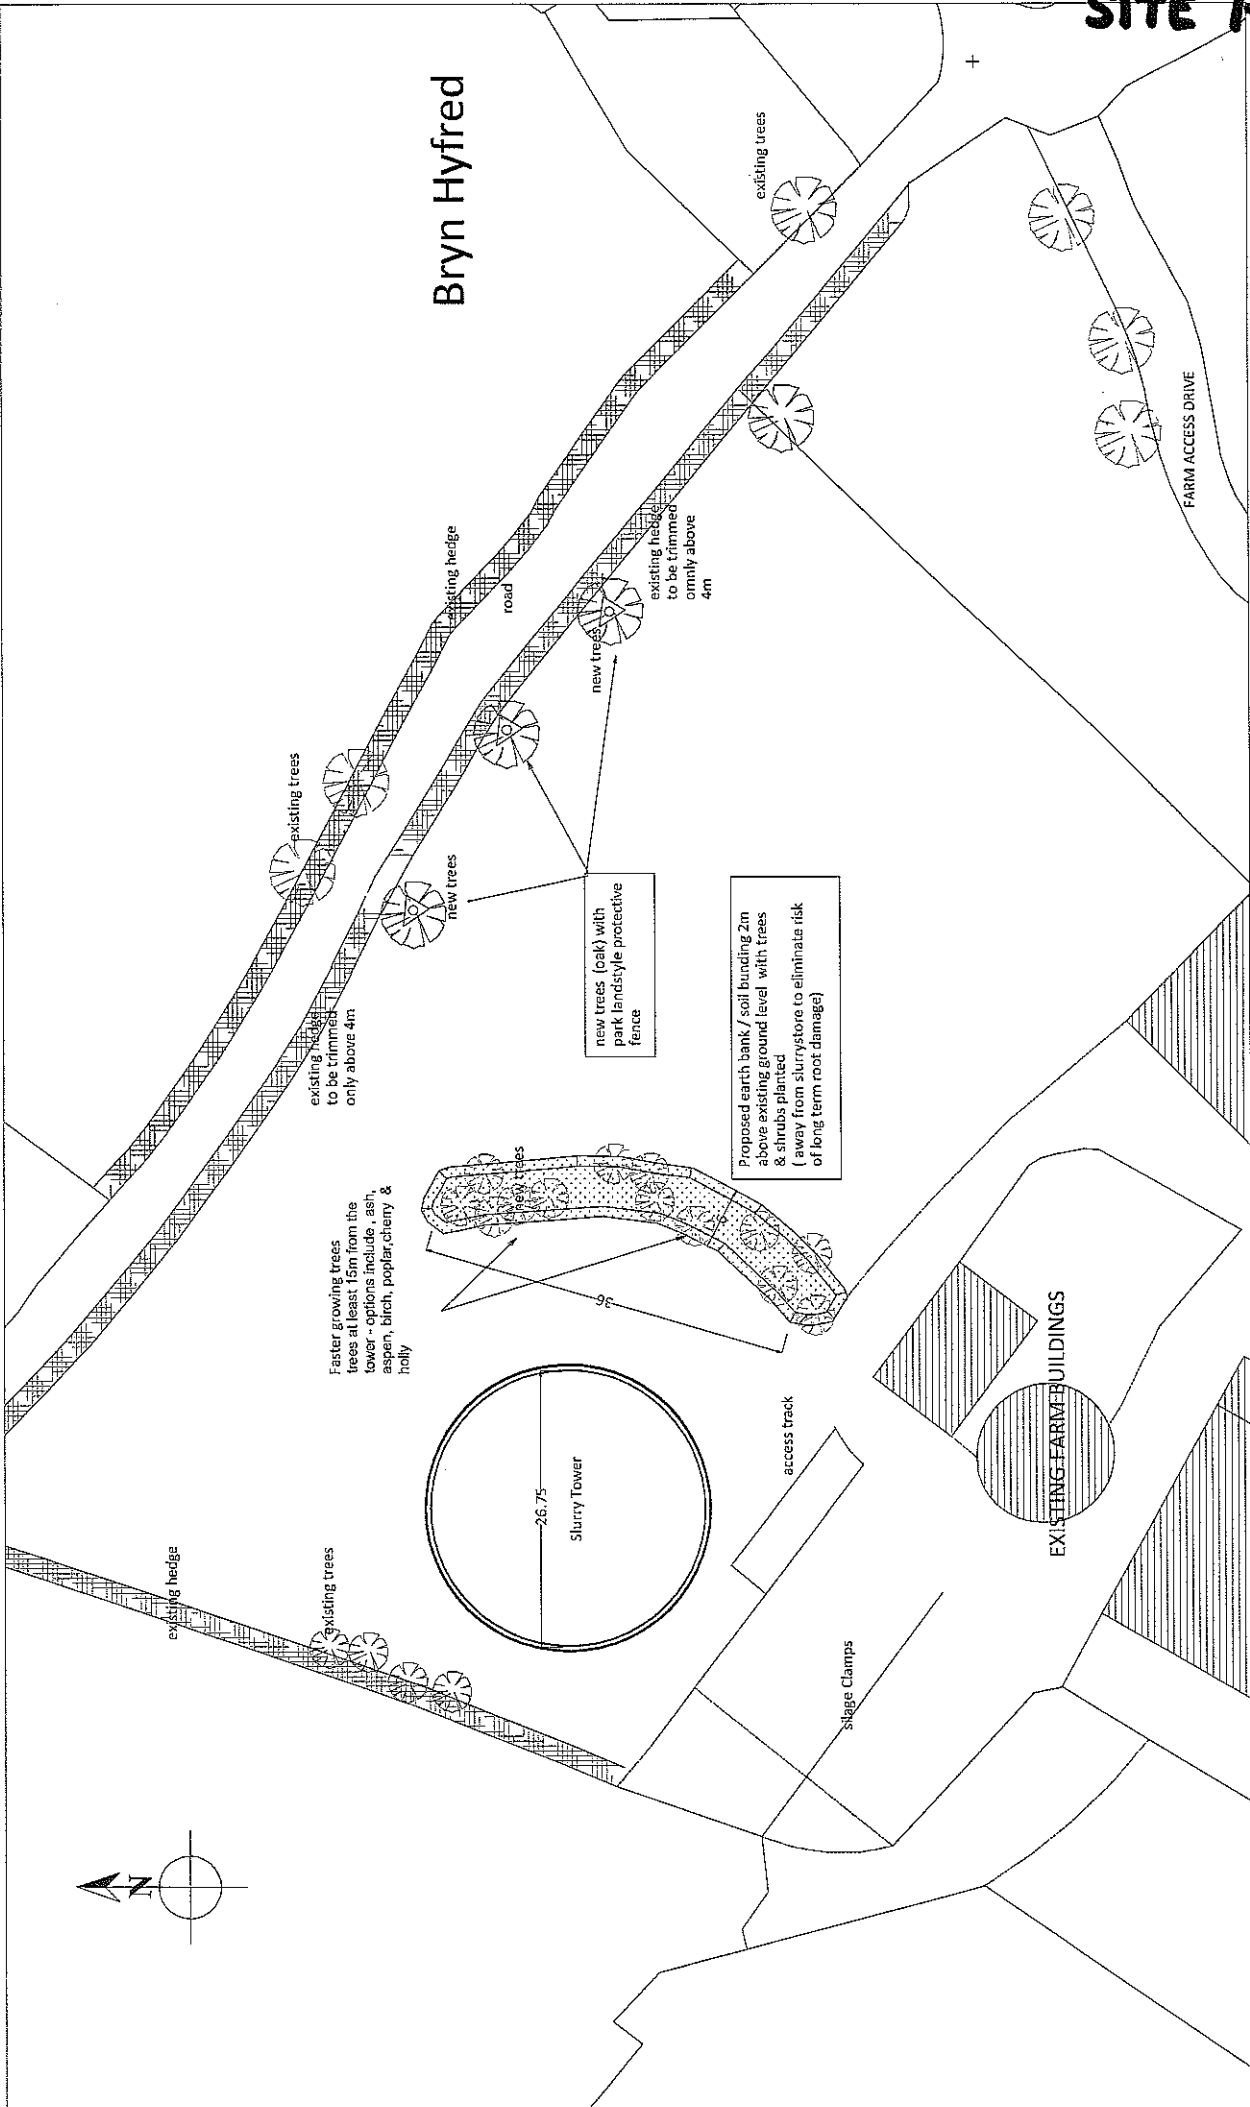 SITE
Bryn Hyfred
existing trees
existing hedge
road
existing hedge
to be trimmed
omnly above
4m
new trees
FARM ACCESS DRIVE
existing trees
new trees
new trees (oak) with
park landstyle protective
fence
existing hedge
to be trimmed
only above 4m
Proposed earth bank / soil bunding 2m
above existing ground level with trees
& shrubs planted
( away from slurrystore to eliminate risk
of long term root damage)
new trees
Faster growing trees
trees at least 15m from the
tower - options include , ash,
aspen, birch, poplar,cherry &
holly
36
26.75
Slurry Tower
access track
EXISTING FARM BUILDINGS
existing hedge
existing trees
silage Clamps
N